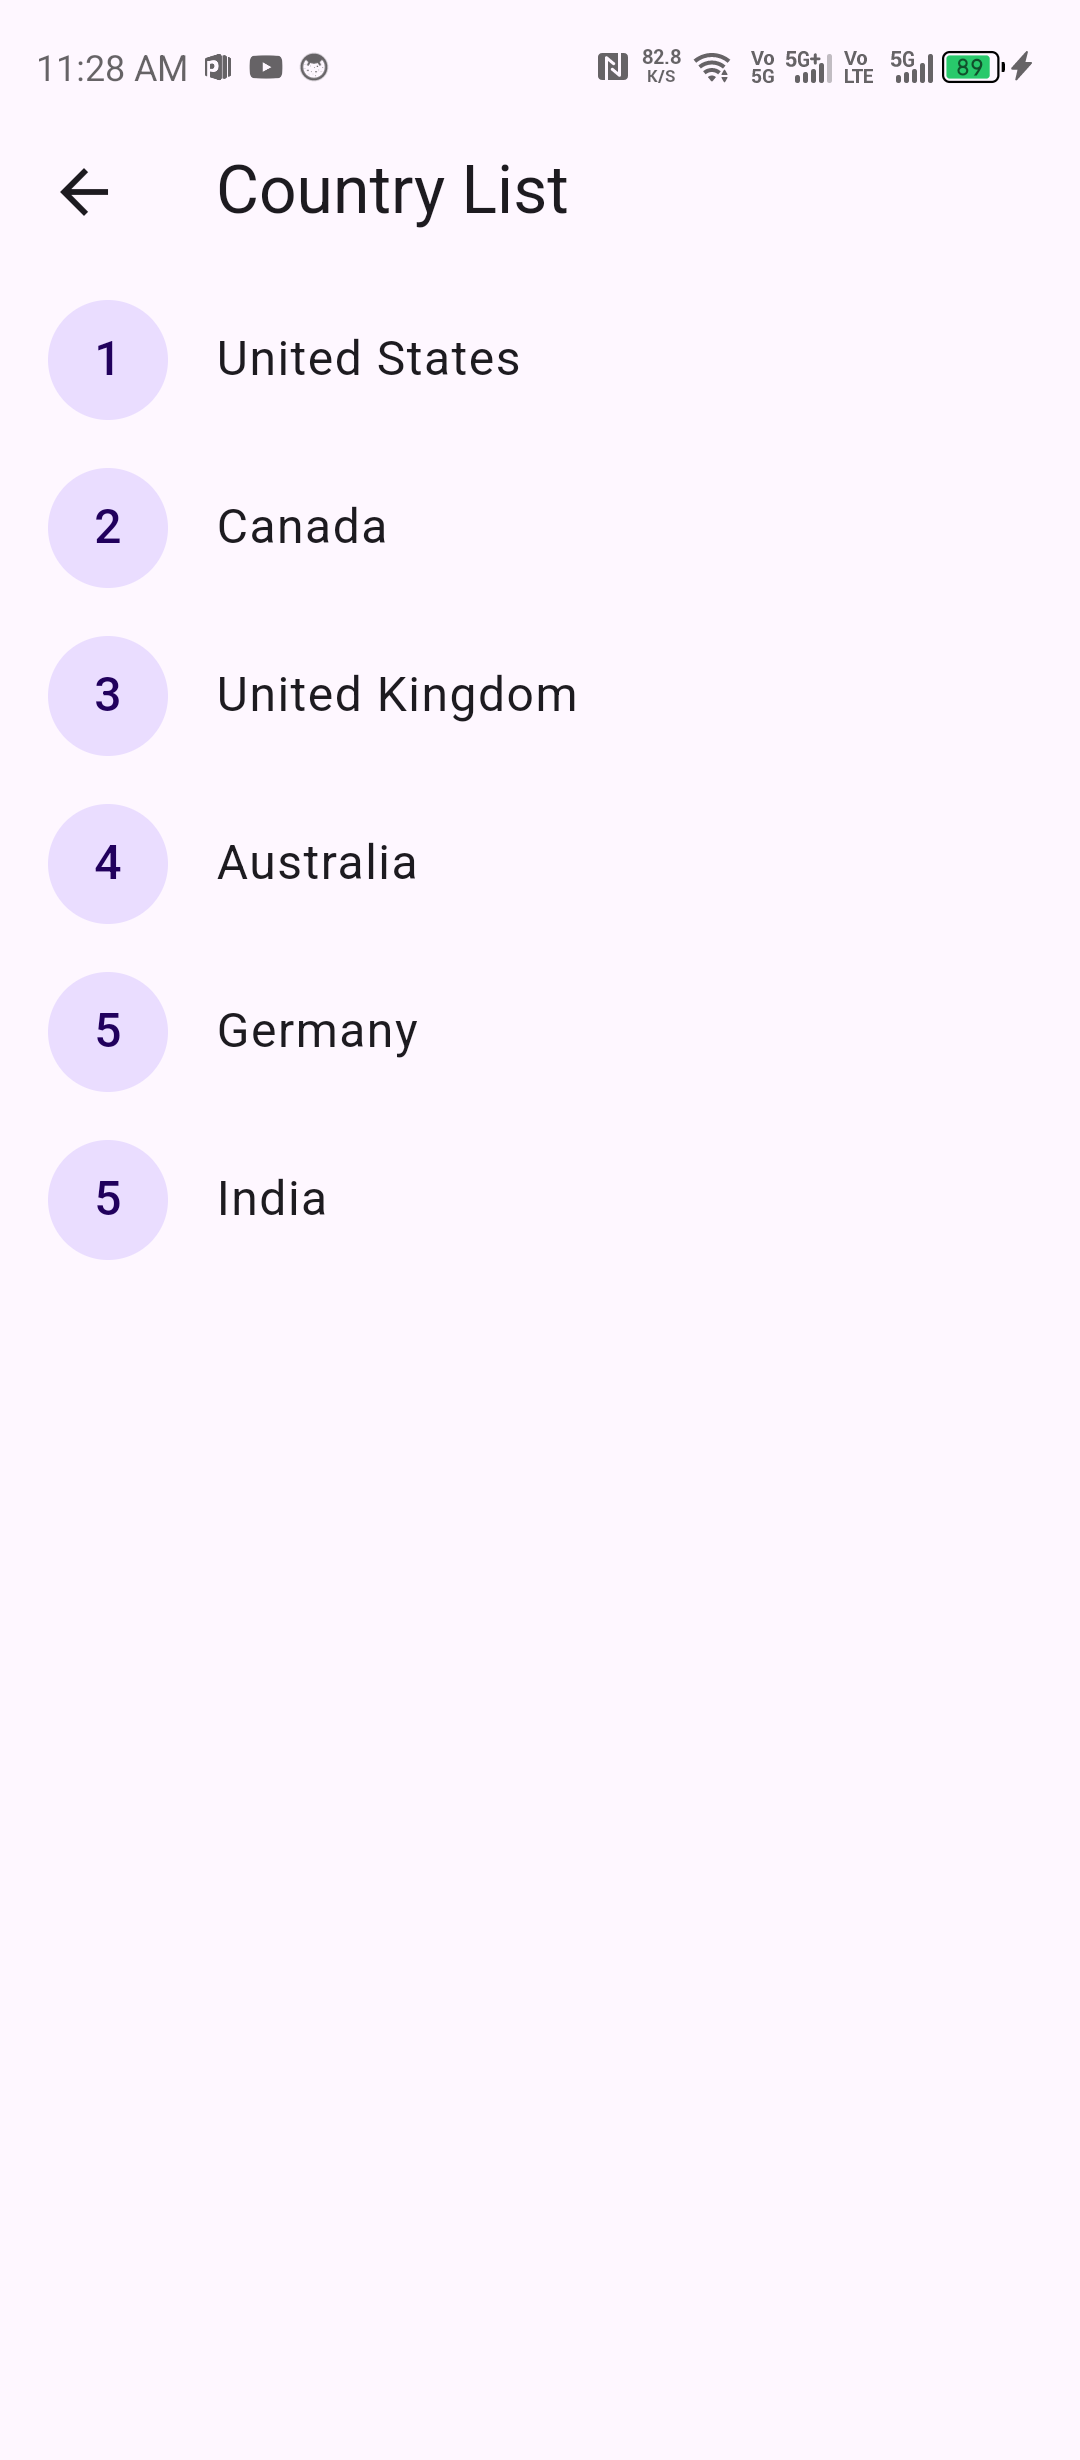 11:28 AM 82.8 K/S Vo 5G 5G+ Vo LTE 5G 89
Country List
1 United States
2 Canada
3 United Kingdom
4 Australia
5 Germany
5 India